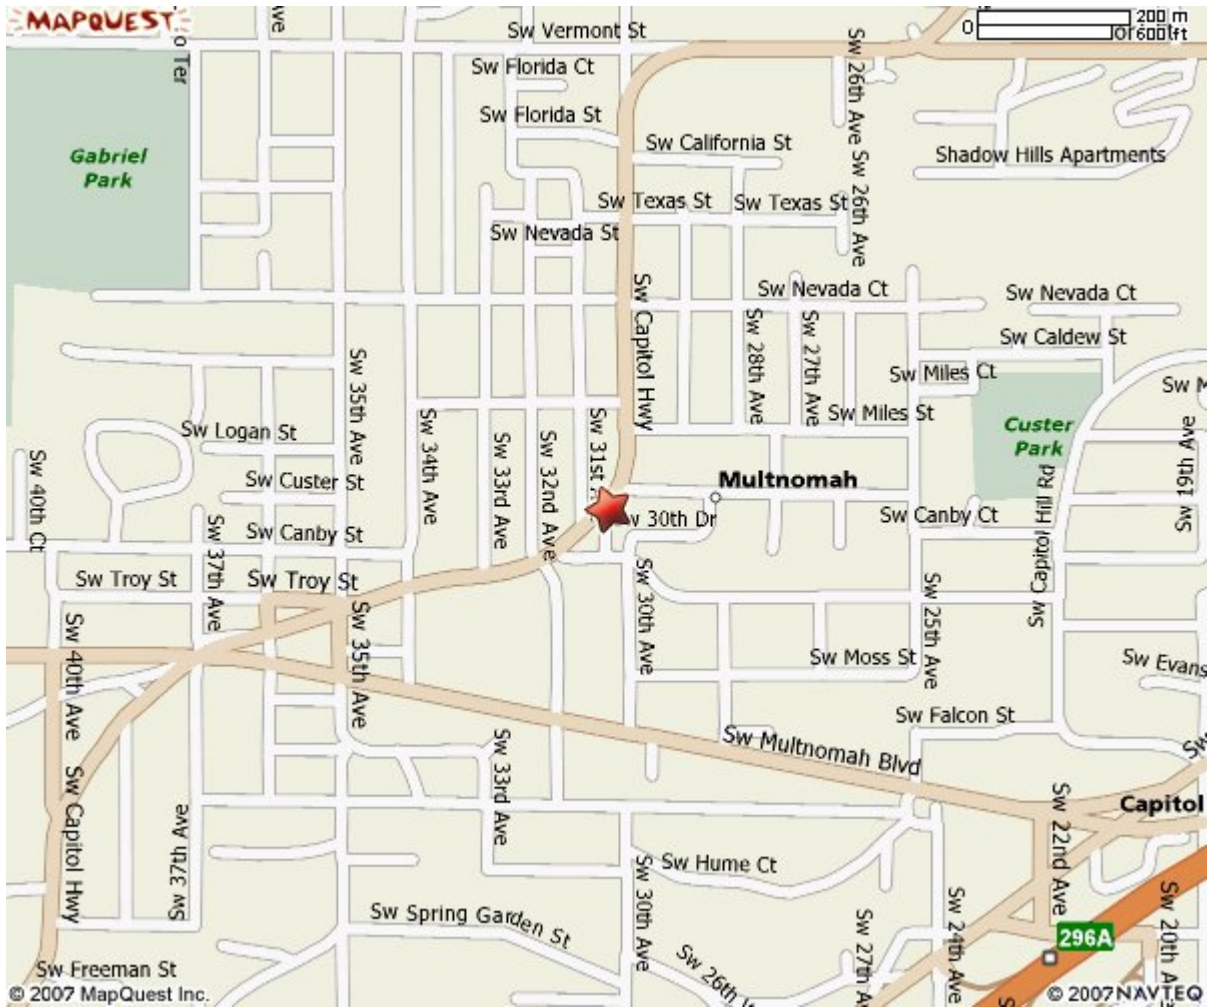 MAPQUEST
200 m
0
600 ft
Ave
Ter
Sw Vermont St
Sw Florida Ct
Sw 26th Ave
Sw Florida St
Sw California St
Gabriel
Park
Shadow Hills Apartments
Sw 26th Ave
Sw Texas St
Sw Texas St
Sw Nevada St
Sw Capitol Hwy
Sw Nevada Ct
Sw Nevada Ct
Sw 28th Ave
Sw 27th Ave
Sw Caldew St
Sw 35th Ave
Sw Miles Ct
Sw M
Sw 34th Ave
Sw 33rd Ave
Sw 32nd Ave
Sw 31st
Sw Miles St
Custer
Park
Sw 19th Ave
Sw Logan St
Sw 40th Ct
Sw Custer St
Multnomah
Sw Capitol Hill Rd
Sw 30th Dr
Sw Canby Ct
Sw 37th Ave
Sw Canby St
Sw Troy St
Sw Troy St
Sw 30th Ave
Sw 25th Ave
Sw 40th Ave
Sw 35th Ave
Sw Moss St
Sw Evans
Sw Falcon St
Sw 33rd Ave
Sw Multnomah Blvd
Sw
Sw Capitol Hwy
Sw 37th Ave
Sw 22nd Ave
Capitol
Sw 30th Ave
Sw Hume Ct
Sw Spring Garden St
Sw 27th Ave
Sw 24th Ave
Sw 20th Ave
296A
Sw Freeman St
Sw 26th
© 2007 MapQuest Inc.
© 2007 NAVTEQ